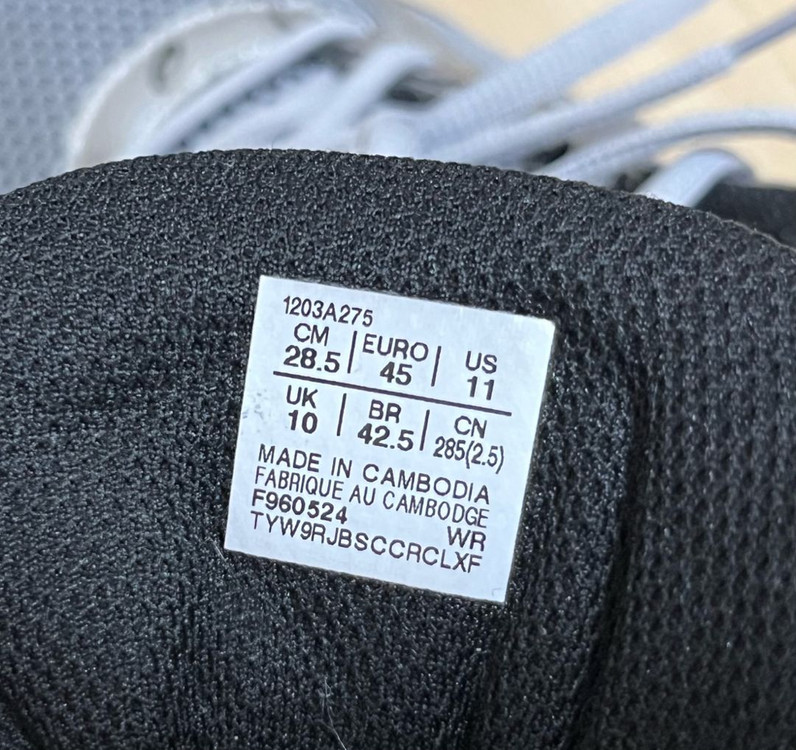 1203A275
CM 28.5 | EURO 45 | US 11
UK 10 | BR 42.5 | CN 285(2.5)
MADE IN CAMBODIA
FABRIQUE AU CAMBODGE
F960524 WR
TYW9RJBSCCRCLXF